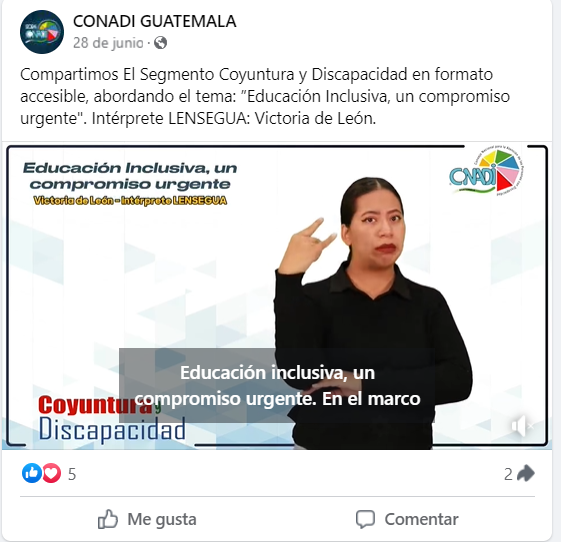 CONADI GUATEMALA
28 de junio ·
Compartimos El Segmento Coyuntura y Discapacidad en formato
accesible, abordando el tema: "Educación Inclusiva, un compromiso
urgente". Intérprete LENSEGUA: Victoria de León.
Educación Inclusiva, un
compromiso urgente
Victoria de León - Intérprete LENSEGUA
CNADI
Educación inclusiva, un
compromiso urgente. En el marco
Coyuntura y
Discapacidad
5
2
Me gusta
Comentar